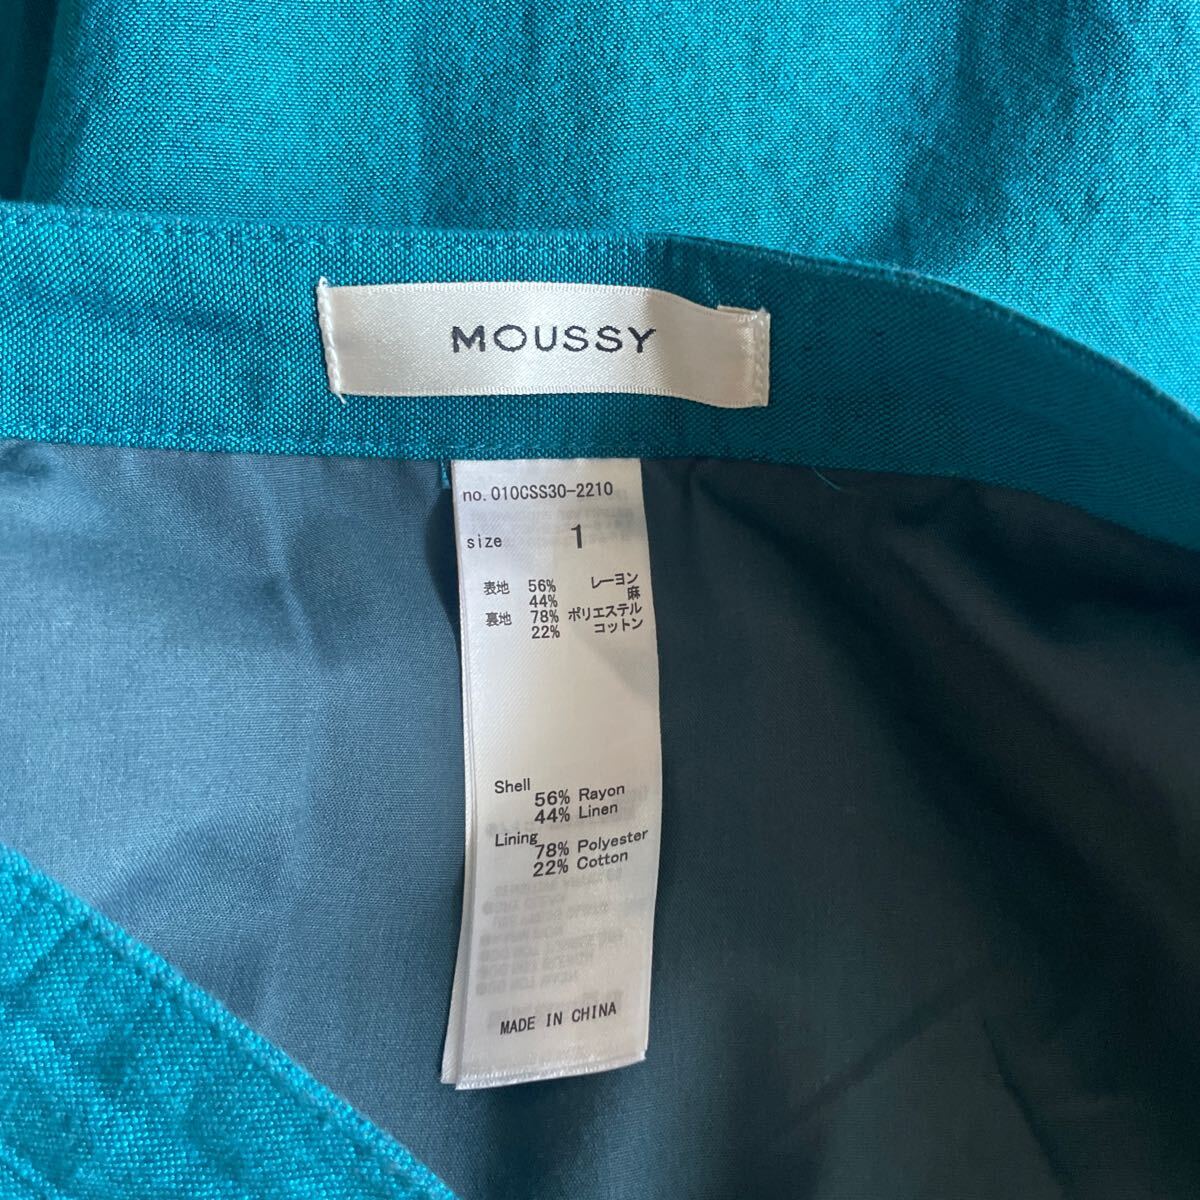 MOUSSY
no. 010CSS30-2210
size 1
表地 56% レーヨン
44% 麻
裏地 78% ポリエステル
22% コットン
Shell
56% Rayon
44% Linen
Lining
78% Polyester
22% Cotton
MADE IN CHINA